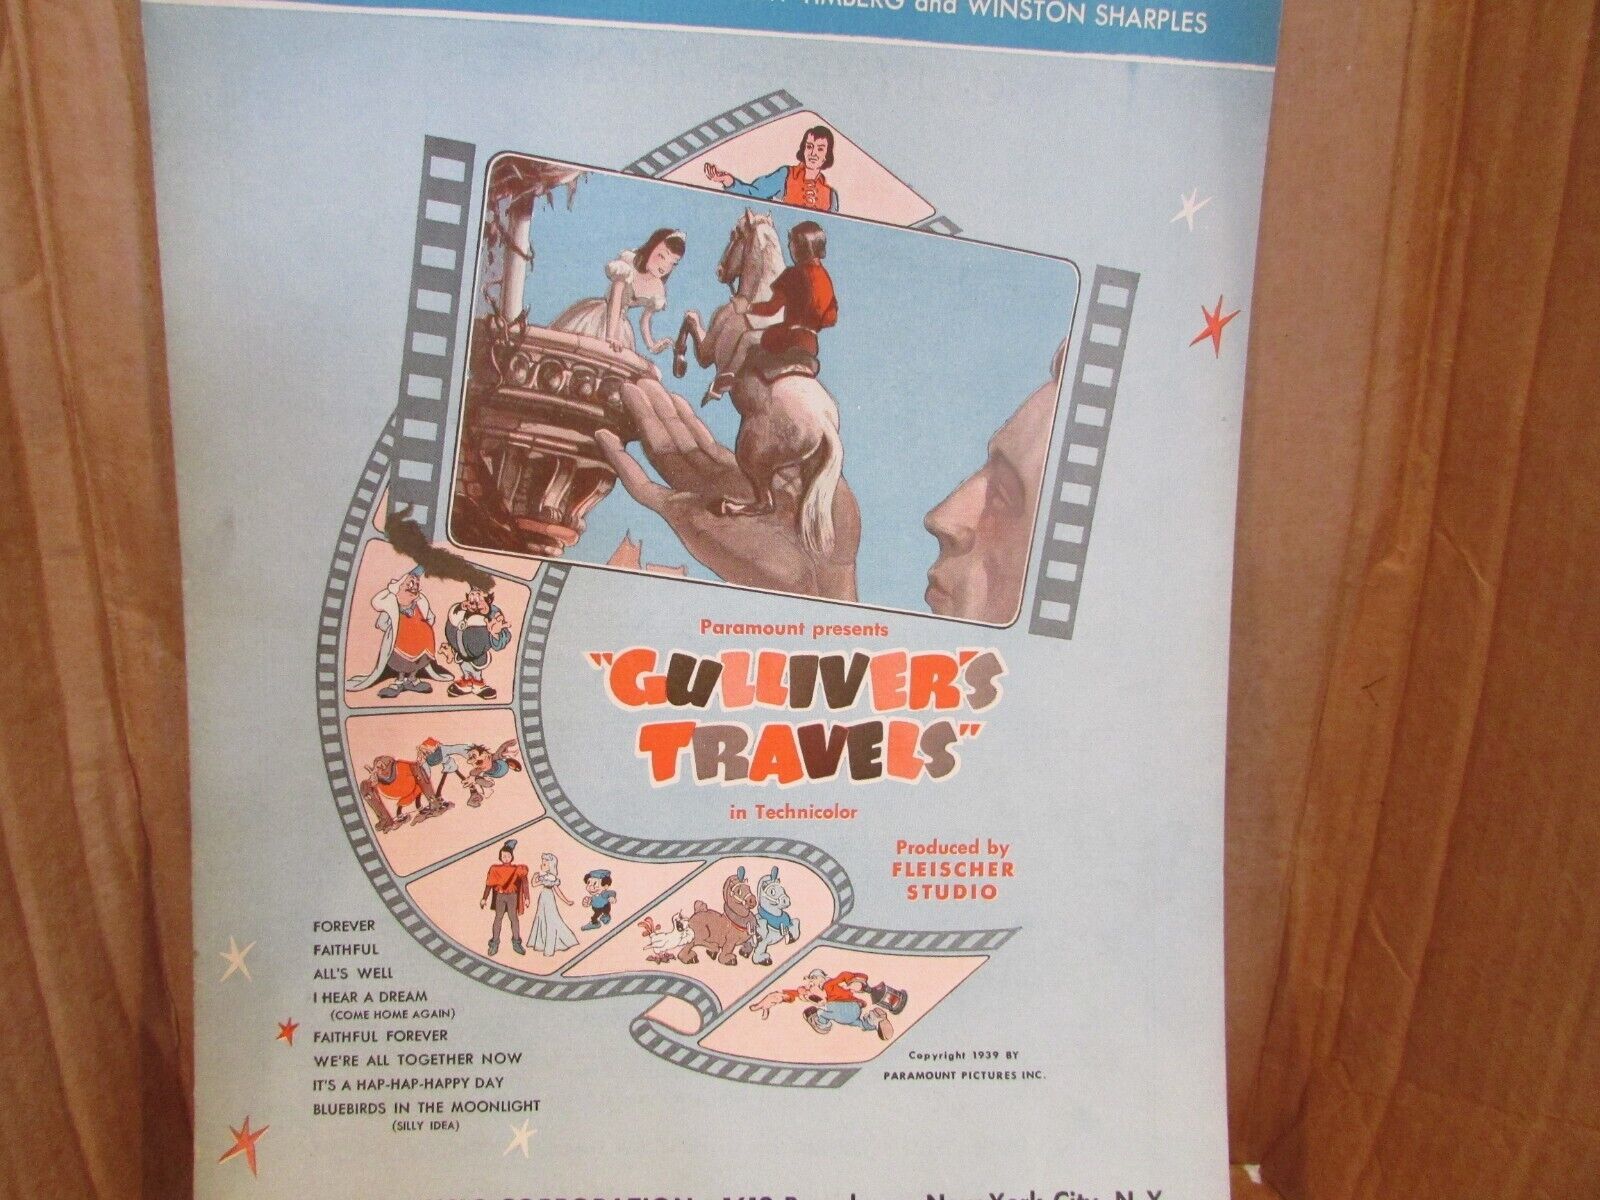 TIMBERG and WINSTON SHARPLES
Paramount presents
"GULLIVER'S
TRAVELS"
in Technicolor
Produced by
FLEISCHER
STUDIO
FOREVER
FAITHFUL
ALL'S WELL
I HEAR A DREAM
(COME HOME AGAIN)
FAITHFUL FOREVER
WE'RE ALL TOGETHER NOW
IT'S A HAP-HAP-HAPPY DAY
BLUEBIRDS IN THE MOONLIGHT
(SILLY IDEA)
Copyright 1939 BY
PARAMOUNT PICTURES INC.
CORPORATION New York City, N.Y.